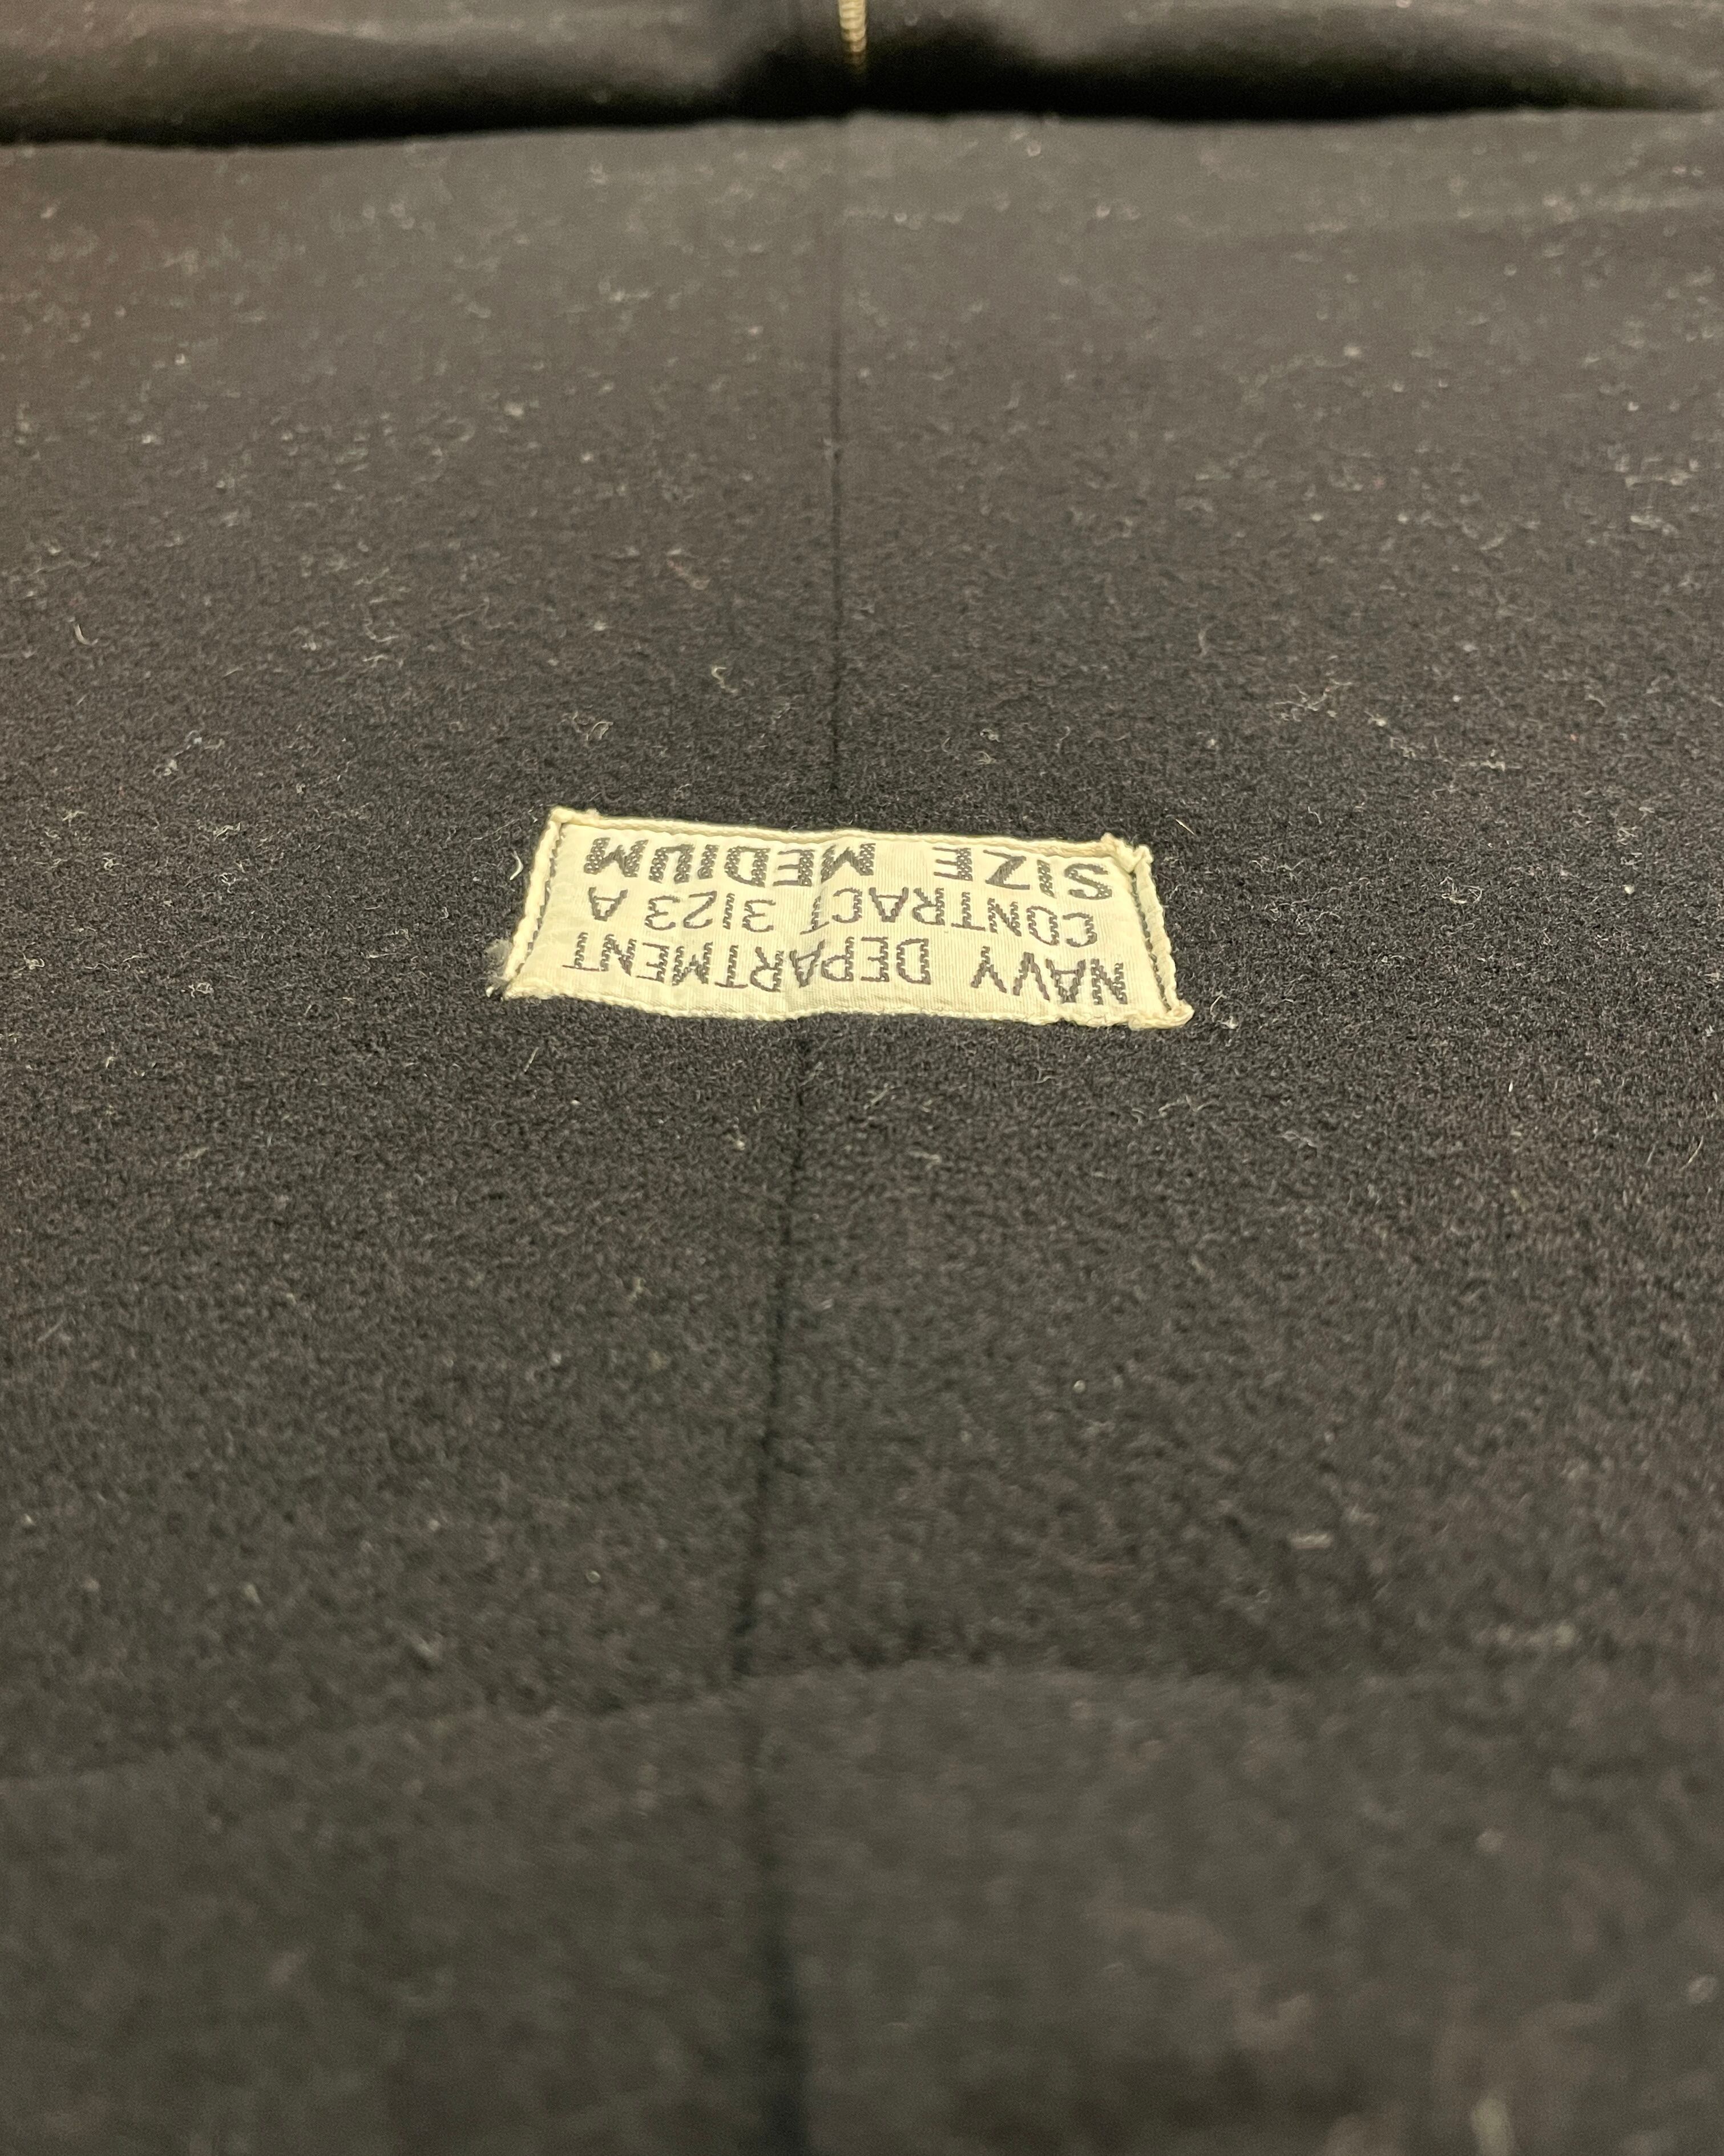 NAVY DEPARTMENT
CONTRACT 3123 A
SIZE MEDIUM